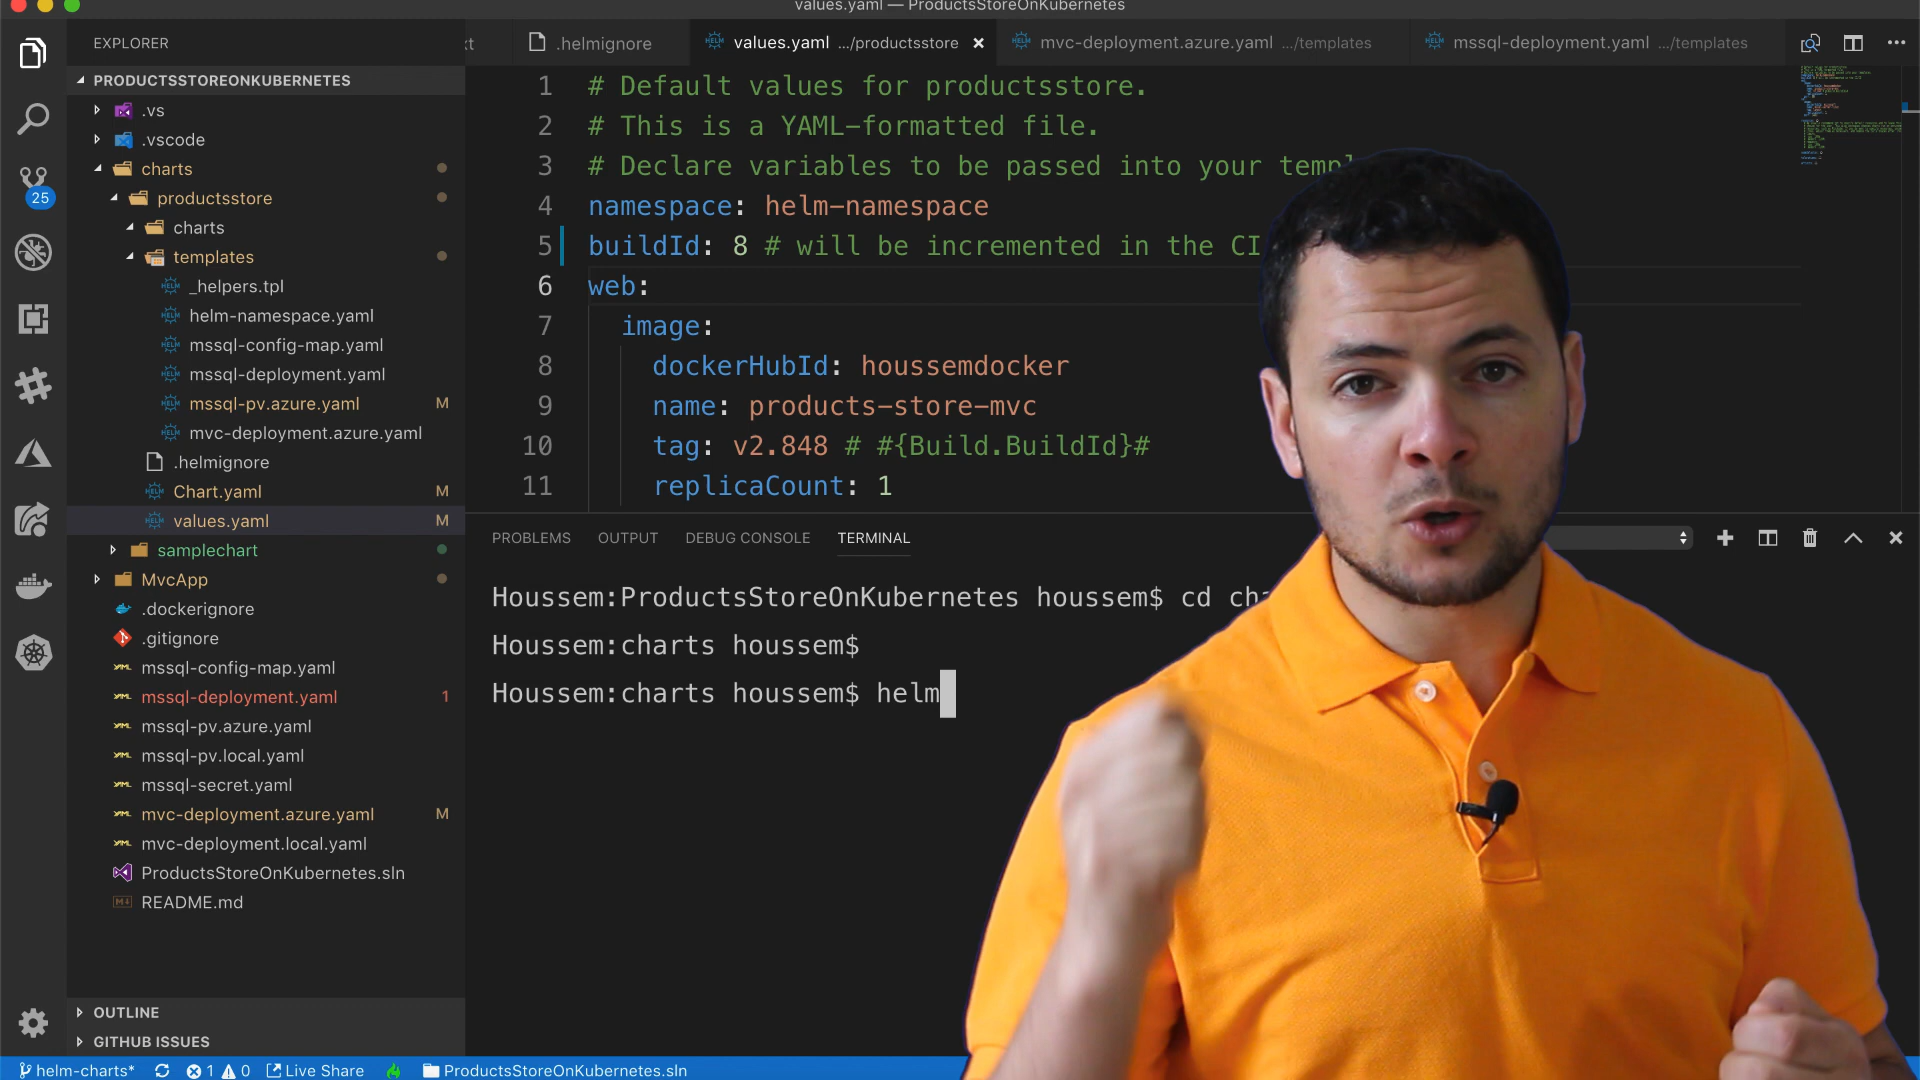 values.yaml — ProductsStoreOnKubernetes
EXPLORER
xt
.helmignore
values.yaml .../productsstore
mvc-deployment.azure.yaml .../templates
mssql-deployment.yaml .../templates
PRODUCTSSTOREONKUBERNETES
.vs
.vscode
charts
productsstore
charts
templates
_helpers.tpl
helm-namespace.yaml
mssql-config-map.yaml
mssql-deployment.yaml
mssql-pv.azure.yaml M
mvc-deployment.azure.yaml
.helmignore
Chart.yaml M
values.yaml M
samplechart
MvcApp
.dockerignore
.gitignore
mssql-config-map.yaml
mssql-deployment.yaml 1
mssql-pv.azure.yaml
mssql-pv.local.yaml
mssql-secret.yaml
mvc-deployment.azure.yaml M
mvc-deployment.local.yaml
ProductsStoreOnKubernetes.sln
README.md
OUTLINE
GITHUB ISSUES
25
1 # Default values for productsstore.
2 # This is a YAML-formatted file.
3 # Declare variables to be passed into your templ
4 namespace: helm-namespace
5 buildId: 8 # will be incremented in the CI
6 web:
7 image:
8 dockerHubId: houssemdocker
9 name: products-store-mvc
10 tag: v2.848 # #{Build.BuildId}#
11 replicaCount: 1
PROBLEMS OUTPUT DEBUG CONSOLE TERMINAL
Houssem:ProductsStoreOnKubernetes houssem$ cd cha
Houssem:charts houssem$
Houssem:charts houssem$ helm
helm-charts* 1 0 Live Share ProductsStoreOnKubernetes.sln